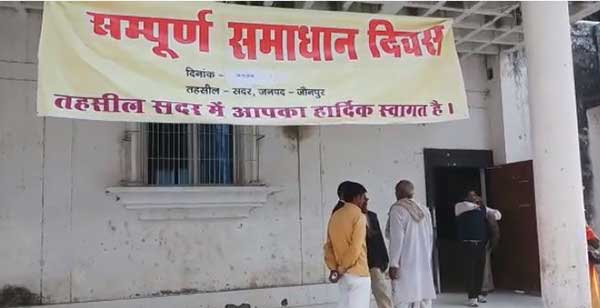 सम्पूर्ण समाधान दिवस
दिनांक -
तहसील - सदर, जनपद - जौनपुर
तहसील सदर में आपका हार्दिक स्वागत है।